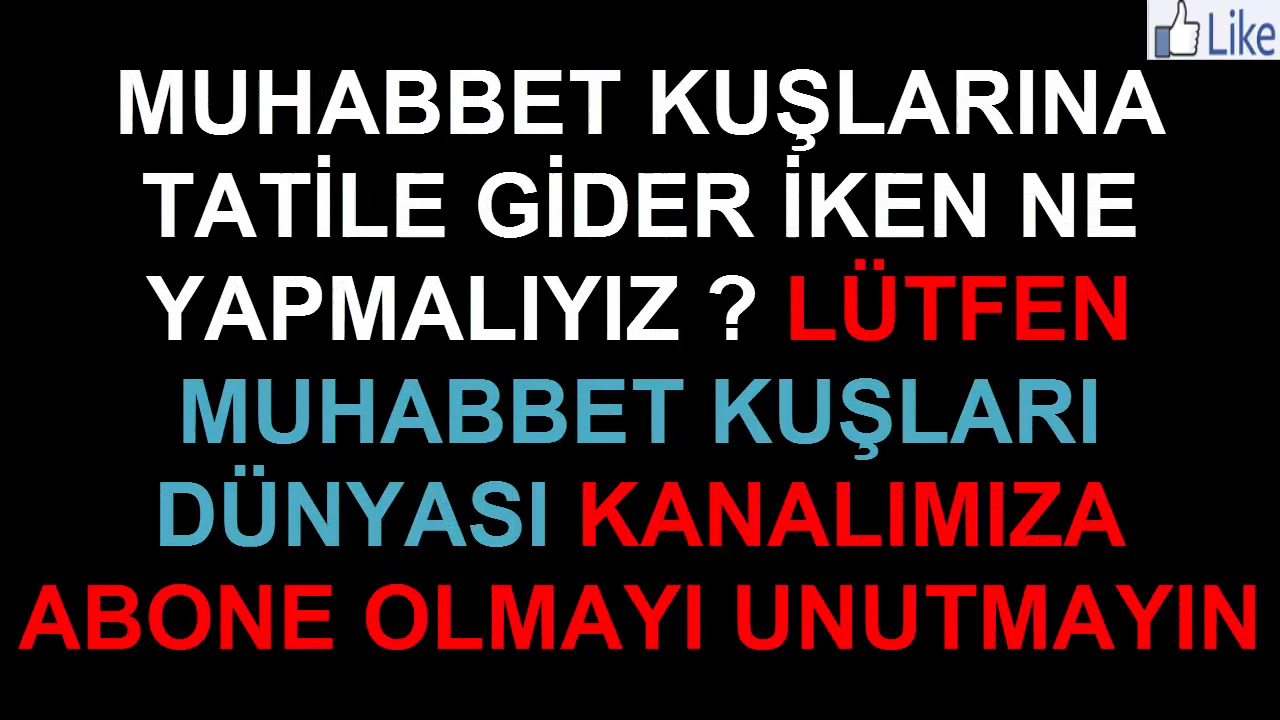 Like
MUHABBET KUŞLARINA
TATİLE GİDER İKEN NE
YAPMALIYIZ ? LÜTFEN
MUHABBET KUŞLARI
DÜNYASI KANALIMIZA
ABONE OLMAYI UNUTMAYIN